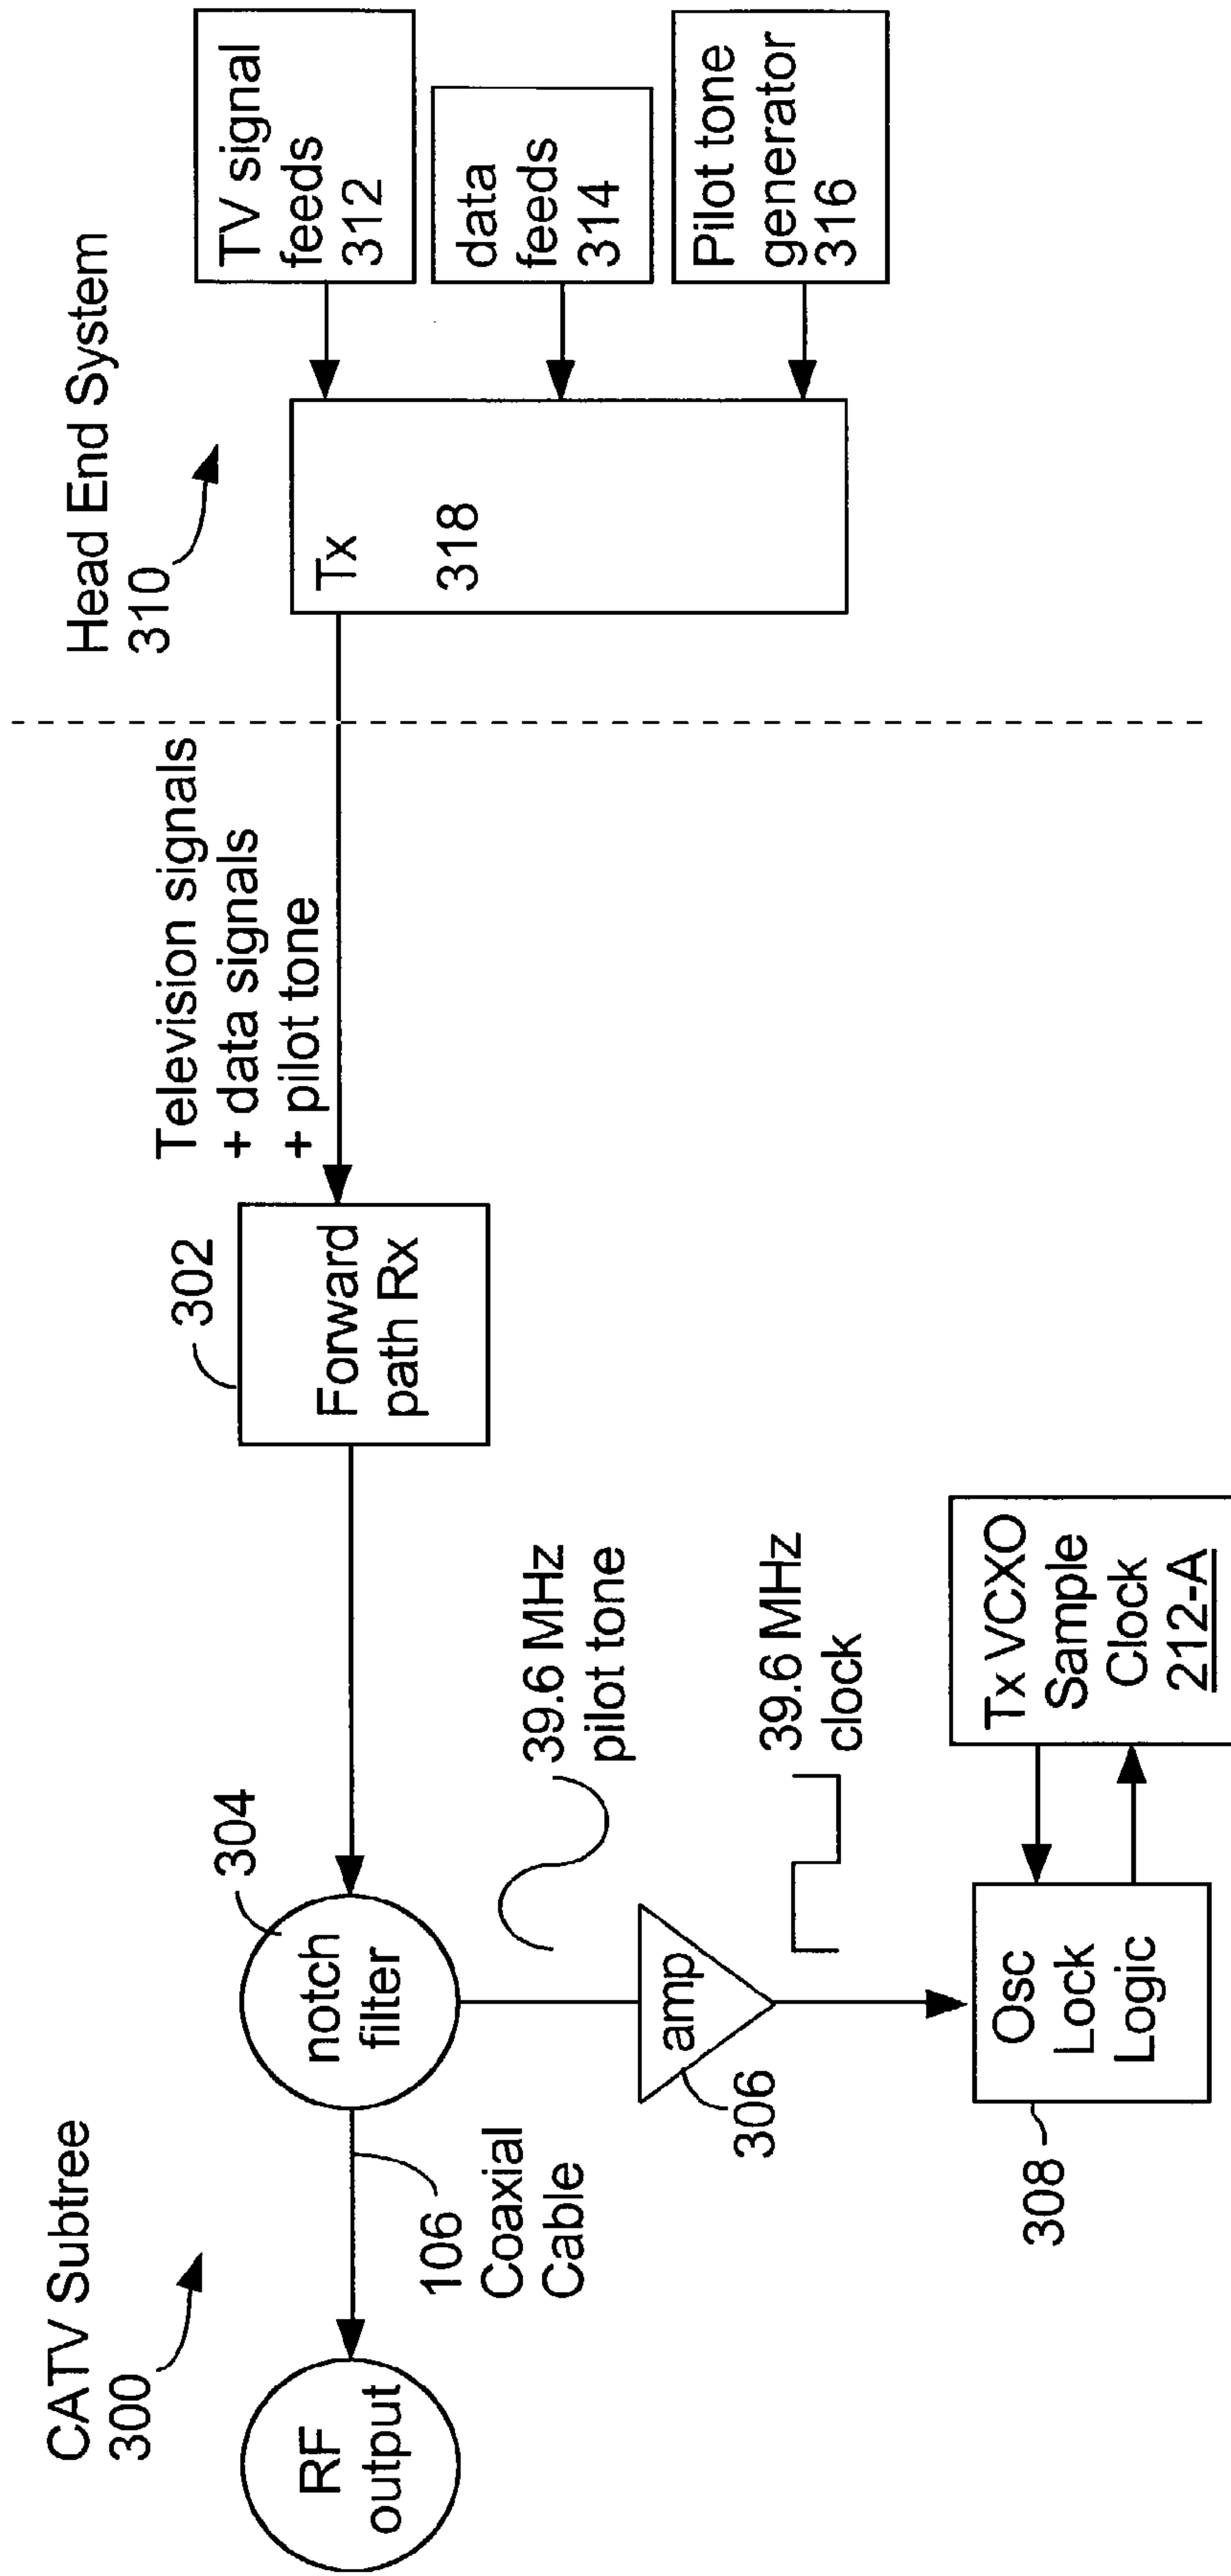 CATV Subtree
300
Head End System
310
TV signal
feeds
312
data
feeds
314
Pilot tone
generator
316
Tx
318
Television signals
+ data signals
+ pilot tone
302
Forward
path Rx
304
notch
filter
106
Coaxial
Cable
RF
output
39.6 MHz
pilot tone
amp
306
39.6 MHz
clock
Osc
Lock
Logic
308
Tx VCXO
Sample
Clock
212-A